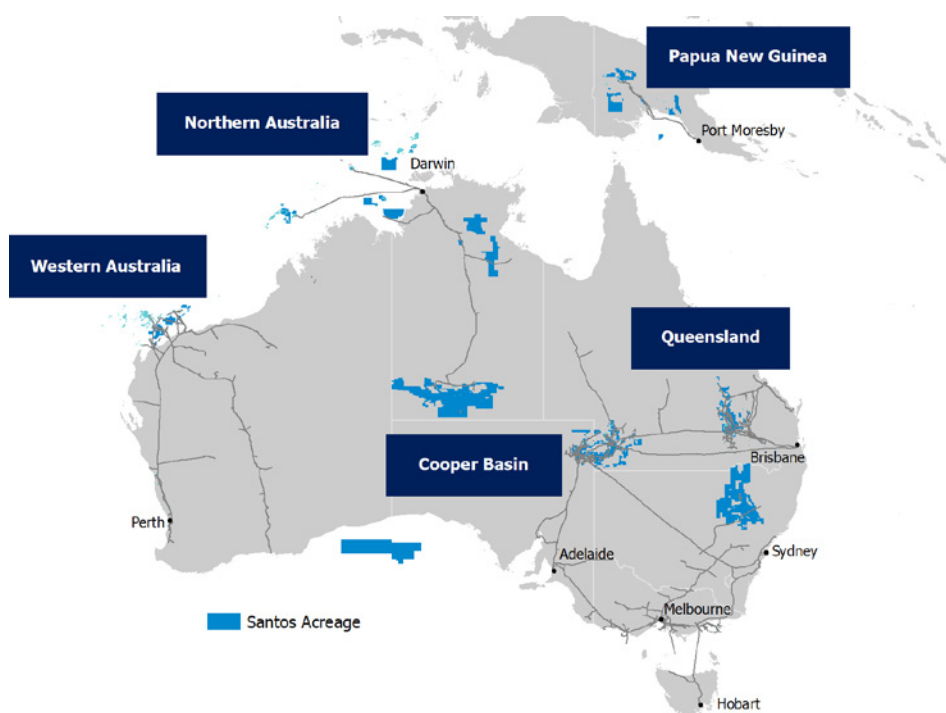 Papua New Guinea
Northern Australia
Port Moresby
Darwin
Western Australia
Queensland
Cooper Basin
Brisbane
Perth
Adelaide
Sydney
Melbourne
Santos Acreage
Hobart